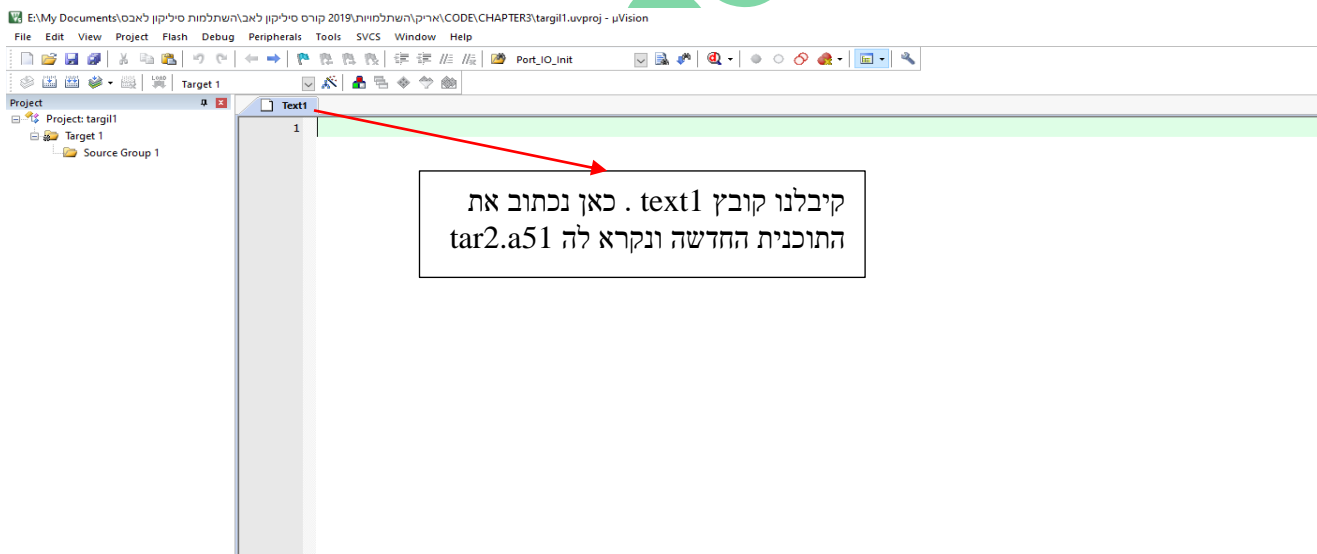 E:\My Documents\אריק\השתלמויות\2019 קורס סיליקון לאב\השתלמות סיליקון לאבס\CODE\CHAPTER3\targil1.uvproj - µVision
File Edit View Project Flash Debug Peripherals Tools SVCS Window Help
Port_IO_Init
LOAD Target 1
Project
Text1
Project: targil1
1
Target 1
Source Group 1
קיבלנו קובץ text1 . כאן נכתוב את
התוכנית החדשה ונקרא לה tar2.a51